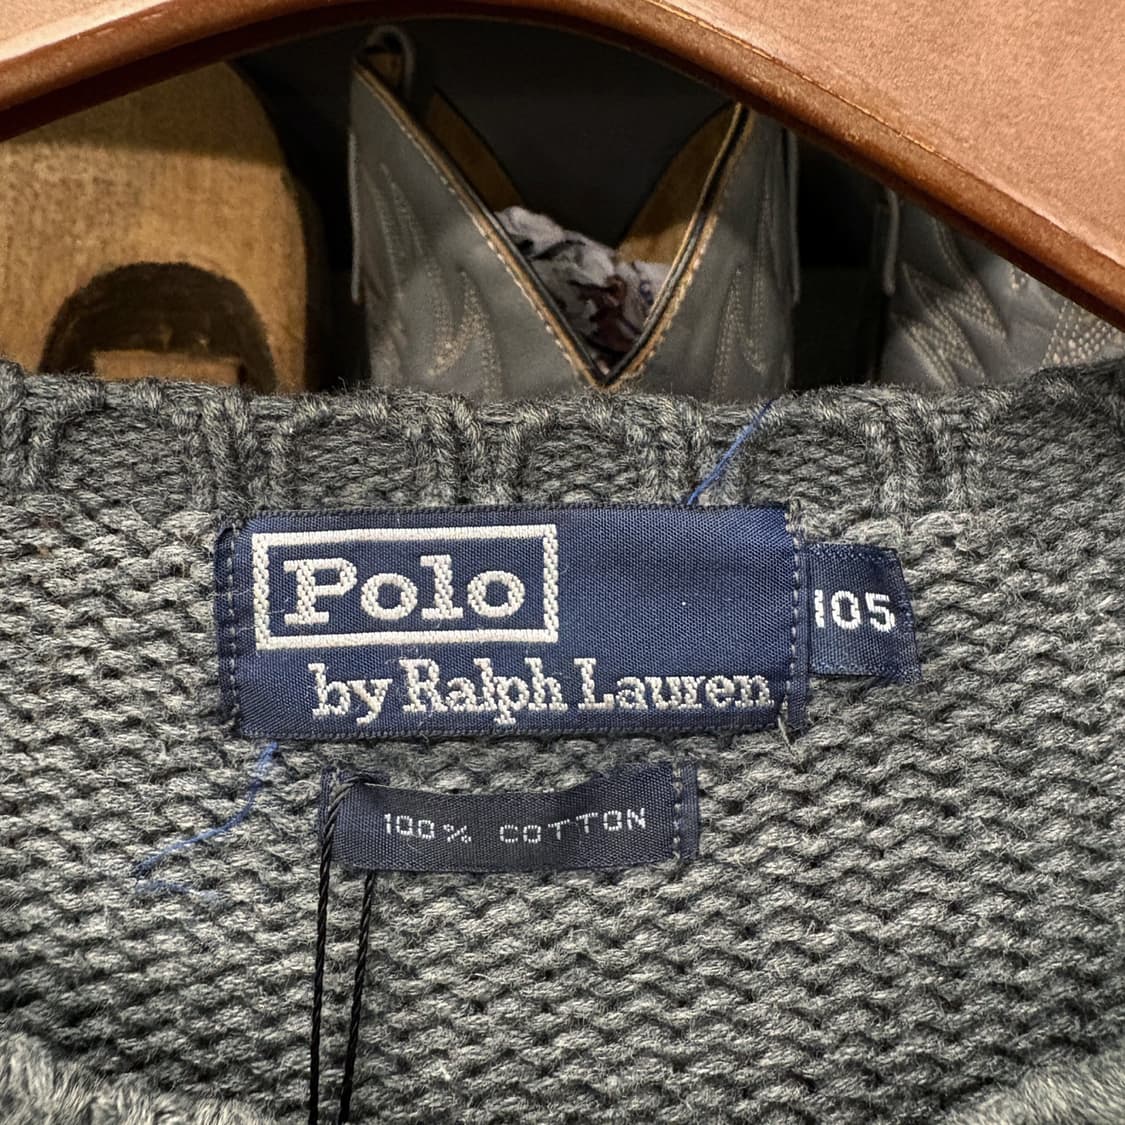 Polo
by Ralph Lauren
105
100% COTTON